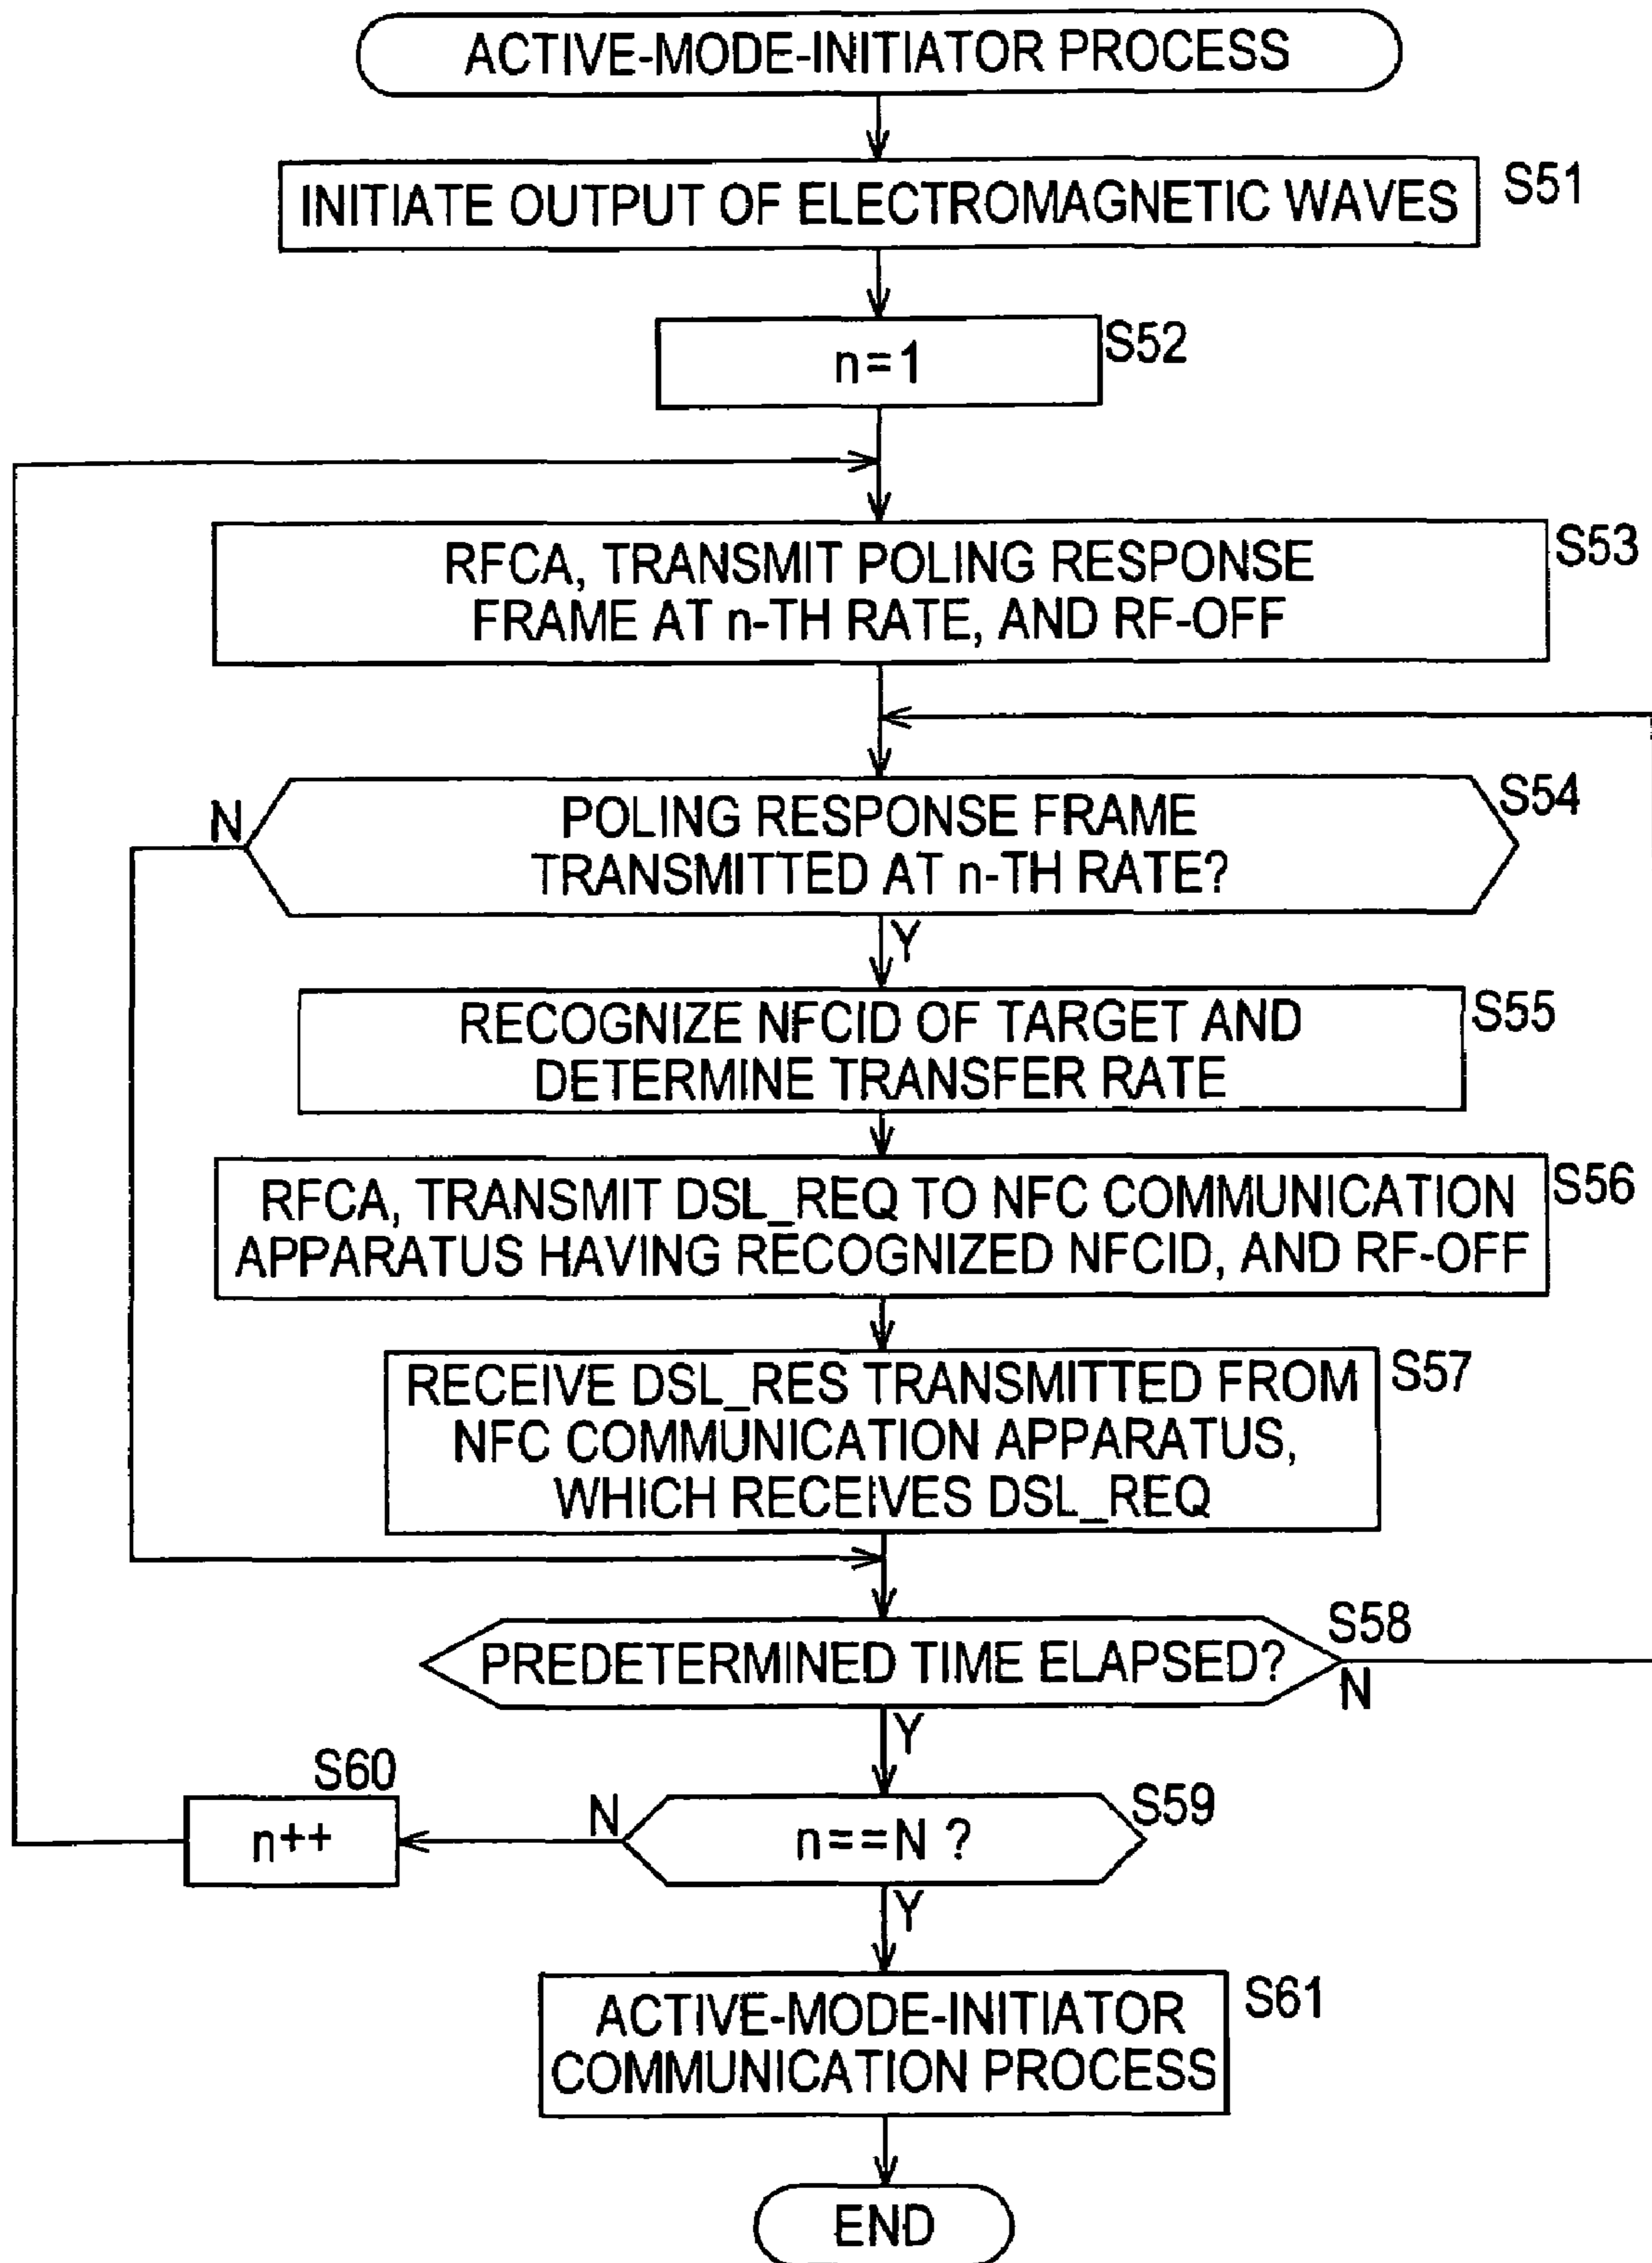 ACTIVE-MODE-INITIATOR PROCESS
INITIATE OUTPUT OF ELECTROMAGNETIC WAVES
S51
n=1
S52
RFCA, TRANSMIT POLING RESPONSE
FRAME AT n-TH RATE, AND RF-OFF
S53
POLING RESPONSE FRAME
TRANSMITTED AT n-TH RATE?
S54
N
Y
RECOGNIZE NFCID OF TARGET AND
DETERMINE TRANSFER RATE
S55
RFCA, TRANSMIT DSL_REQ TO NFC COMMUNICATION
APPARATUS HAVING RECOGNIZED NFCID, AND RF-OFF
S56
RECEIVE DSL_RES TRANSMITTED FROM
NFC COMMUNICATION APPARATUS,
WHICH RECEIVES DSL_REQ
S57
PREDETERMINED TIME ELAPSED?
S58
N
Y
S60
n++
N
n==N ?
S59
Y
ACTIVE-MODE-INITIATOR
COMMUNICATION PROCESS
S61
END